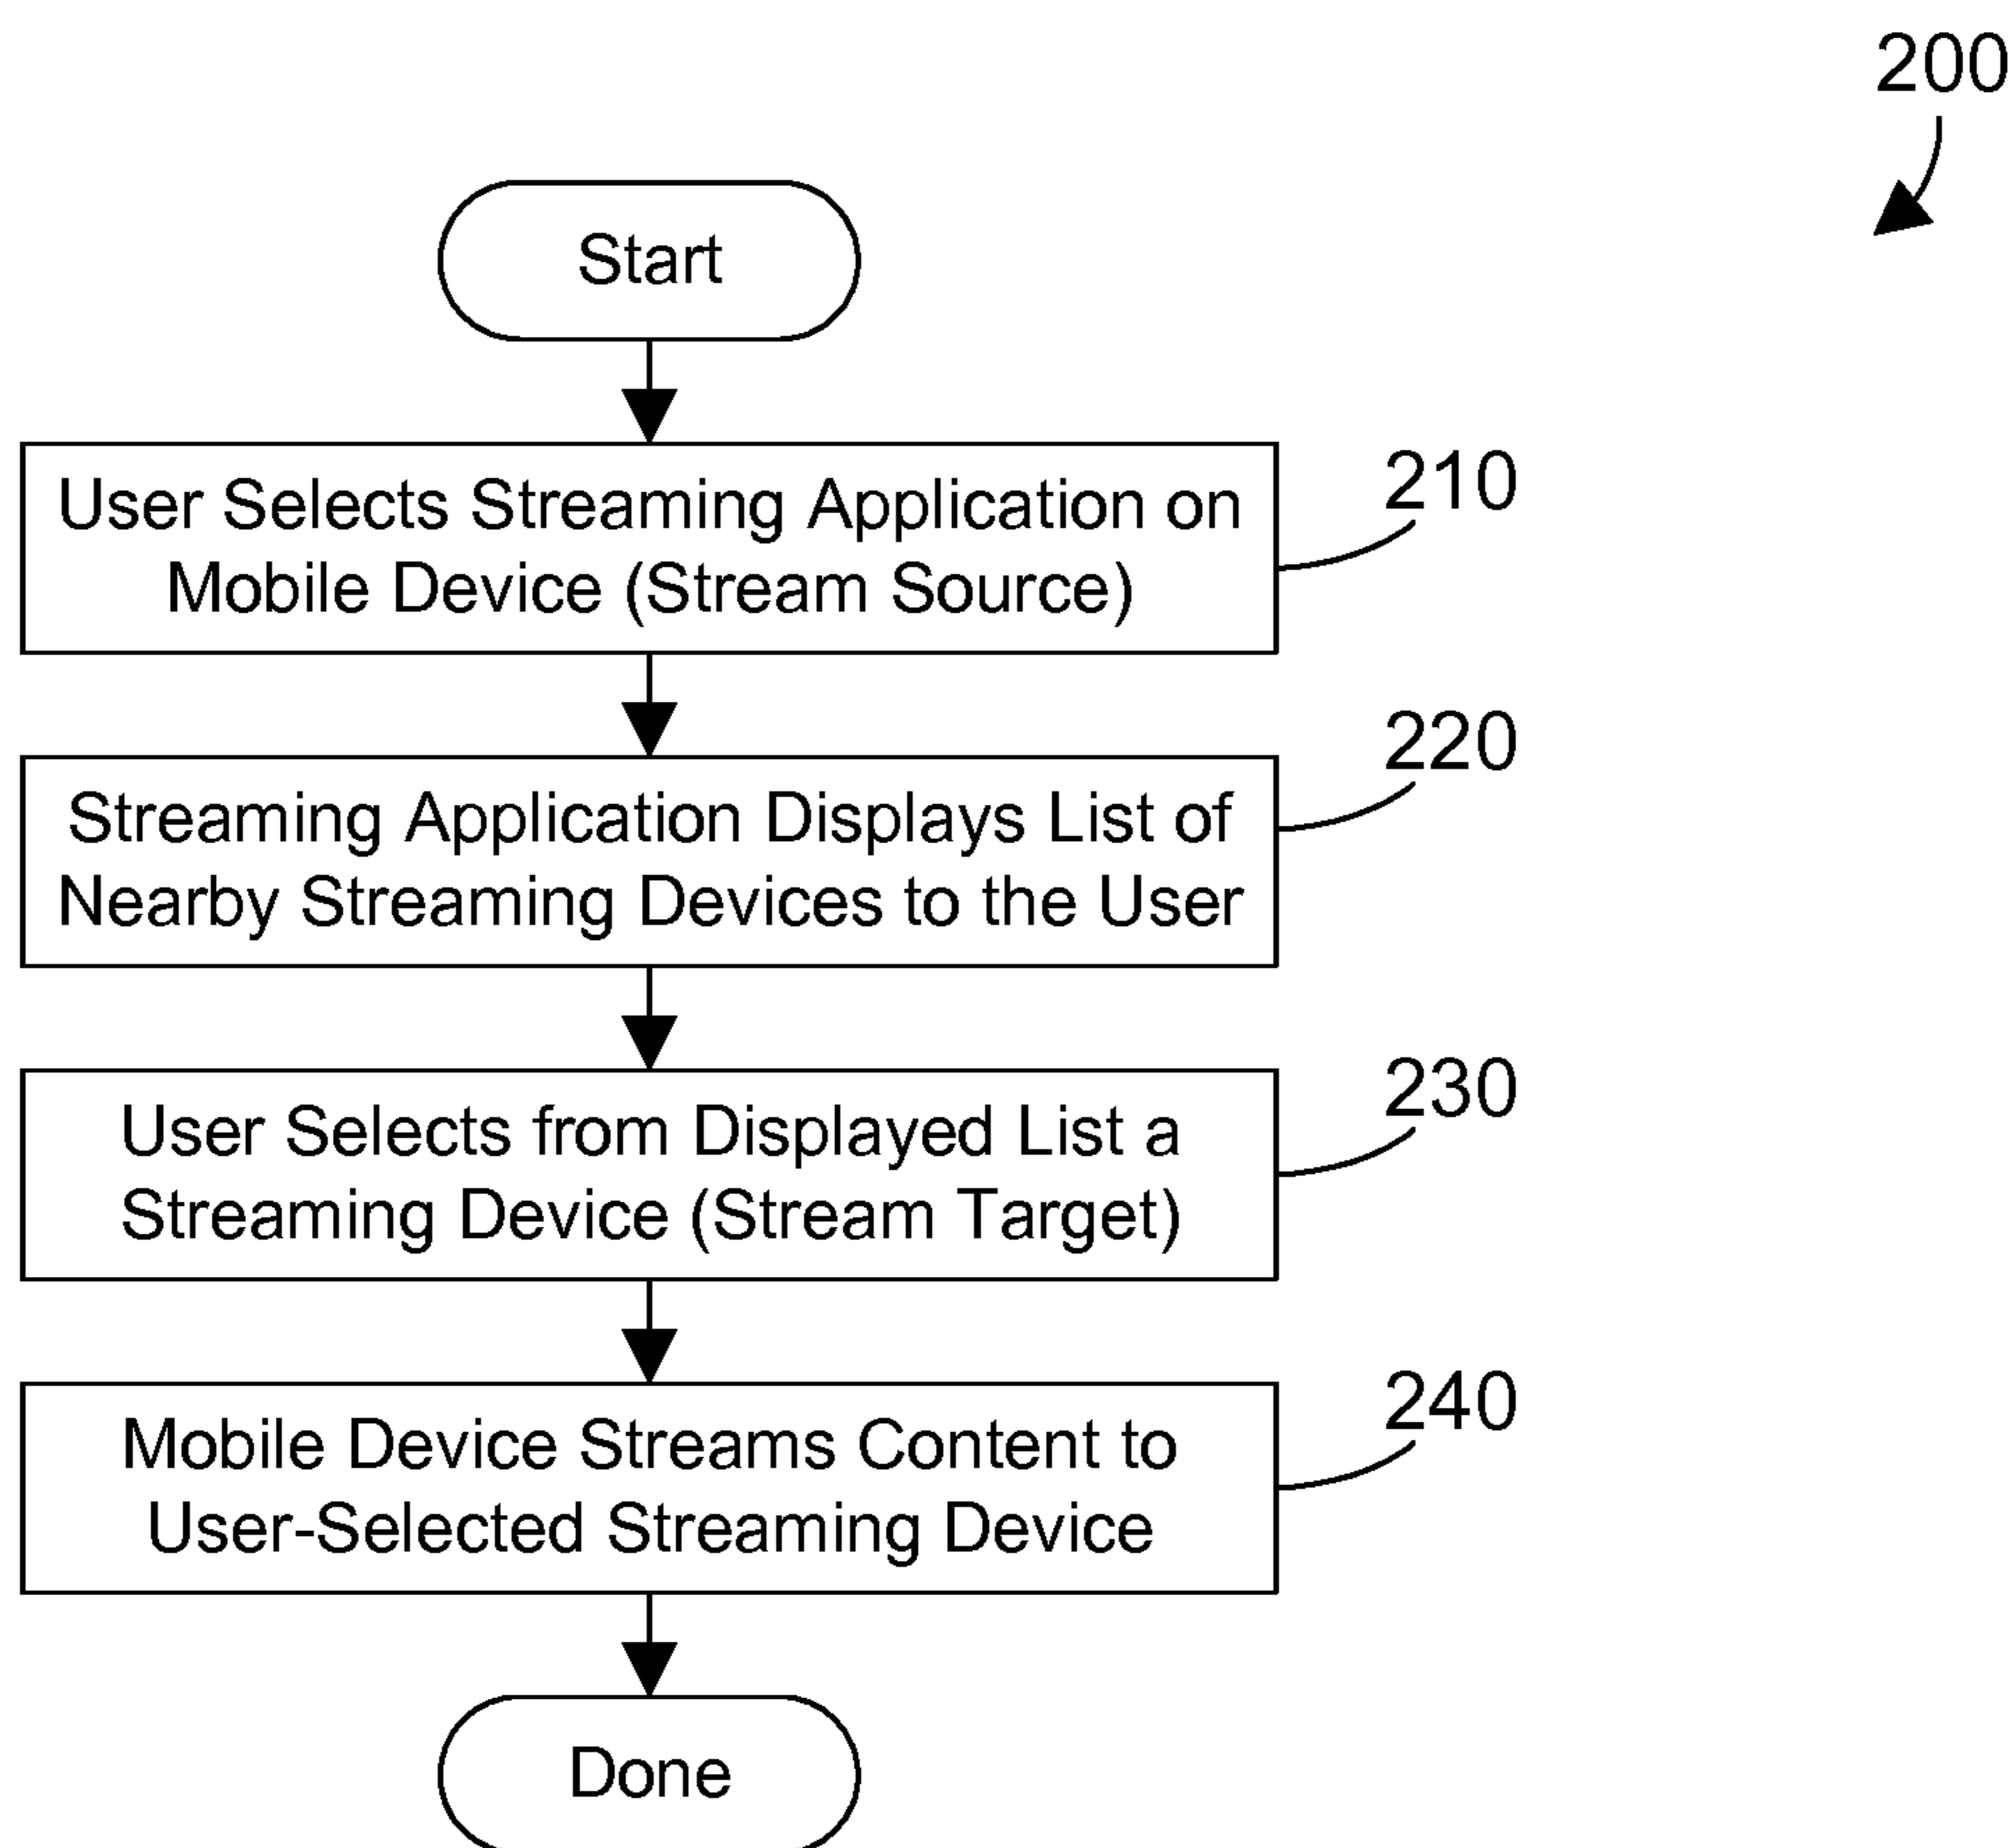 200
Start
User Selects Streaming Application on
Mobile Device (Stream Source)
210
Streaming Application Displays List of
Nearby Streaming Devices to the User
220
User Selects from Displayed List a
Streaming Device (Stream Target)
230
Mobile Device Streams Content to
User-Selected Streaming Device
240
Done